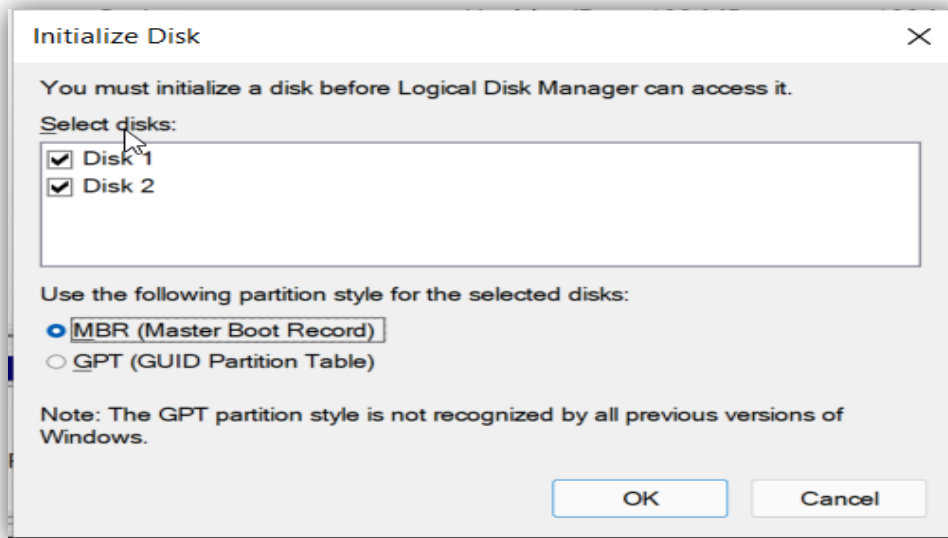 Initialize Disk
You must initialize a disk before Logical Disk Manager can access it.
Select disks:
Disk 1
Disk 2
Use the following partition style for the selected disks:
MBR (Master Boot Record)
GPT (GUID Partition Table)
Note: The GPT partition style is not recognized by all previous versions of
Windows.
OK
Cancel